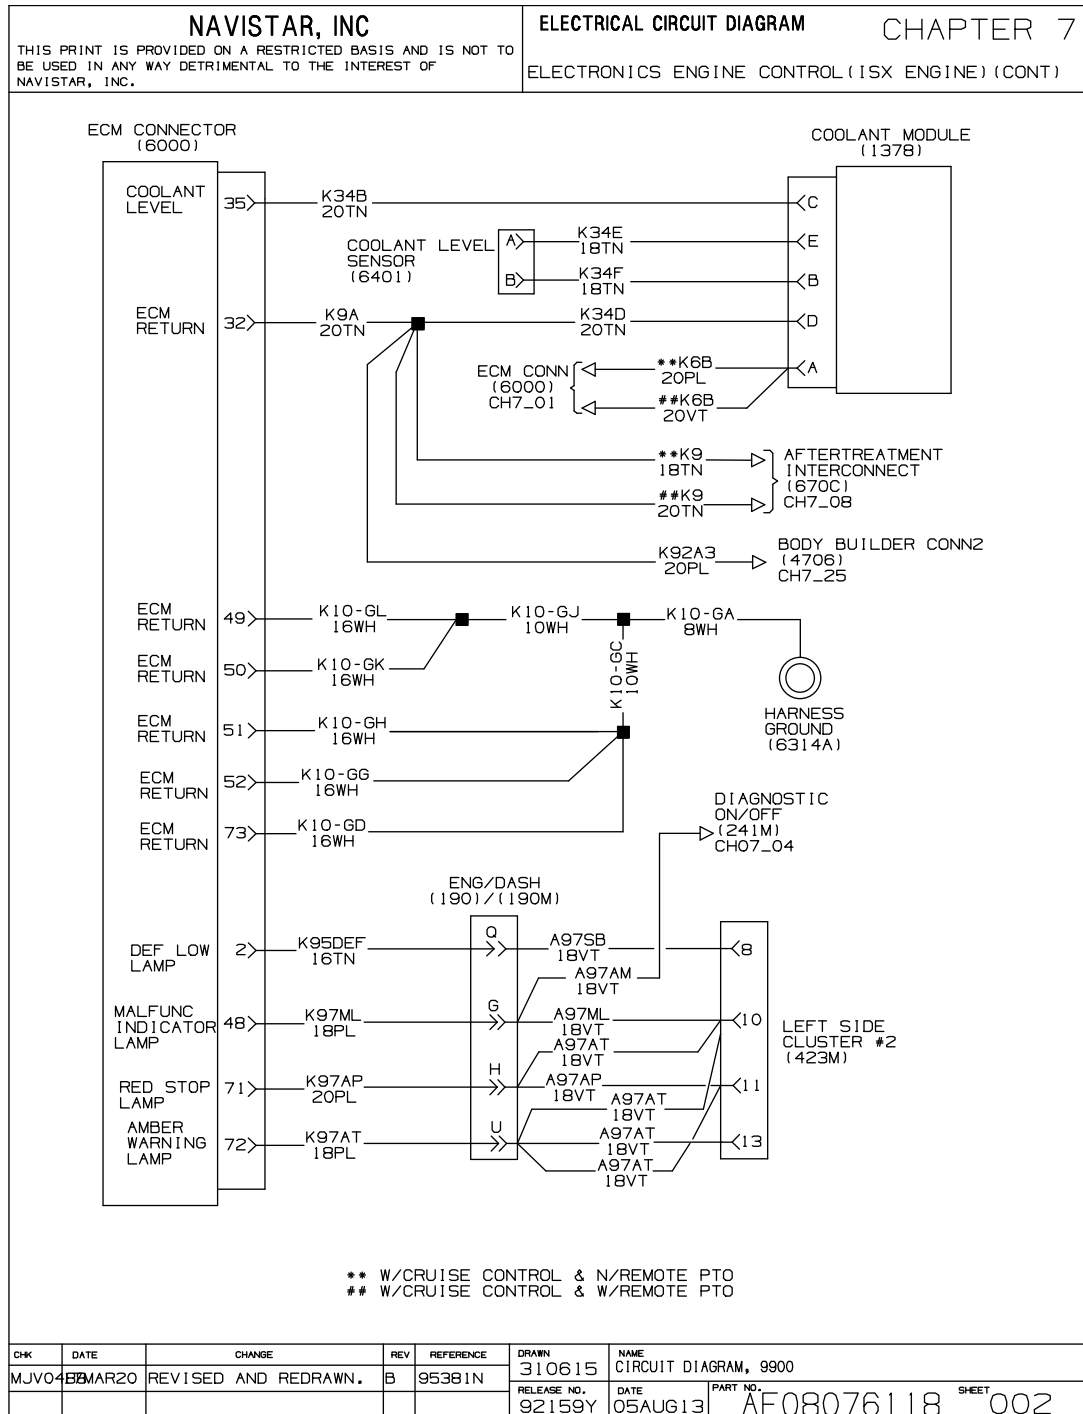 NAVISTAR, INC
THIS PRINT IS PROVIDED ON A RESTRICTED BASIS AND IS NOT TO
BE USED IN ANY WAY DETRIMENTAL TO THE INTEREST OF
NAVISTAR, INC.
ELECTRICAL CIRCUIT DIAGRAM
CHAPTER 7
ELECTRONICS ENGINE CONTROL(ISX ENGINE)(CONT)
ECM CONNECTOR
(6000)
COOLANT MODULE
(1378)
COOLANT
LEVEL
35
K34B
20TN
C
COOLANT LEVEL
SENSOR
(6401)
A
K34E
18TN
E
B
K34F
18TN
B
ECM
RETURN
32
K9A
20TN
K34D
20TN
D
ECM CONN
(6000)
CH7_01
**K6B
20PL
A
##K6B
20VT
**K9
18TN
##K9
20TN
AFTERTREATMENT
INTERCONNECT
(670C)
CH7_08
K92A3
20PL
BODY BUILDER CONN2
(4706)
CH7_25
ECM
RETURN
49
K10-GL
16WH
K10-GJ
10WH
K10-GA
8WH
ECM
RETURN
50
K10-GK
16WH
K10-GC
10WH
HARNESS
GROUND
(6314A)
ECM
RETURN
51
K10-GH
16WH
ECM
RETURN
52
K10-GG
16WH
ECM
RETURN
73
K10-GD
16WH
DIAGNOSTIC
ON/OFF
(241M)
CH07_04
ENG/DASH
(190)/(190M)
DEF LOW
LAMP
2
K95DEF
16TN
Q
A97SB
18VT
8
A97AM
18VT
MALFUNC
INDICATOR
LAMP
48
K97ML
18PL
G
A97ML
18VT
10
A97AT
18VT
LEFT SIDE
CLUSTER #2
(423M)
RED STOP
LAMP
71
K97AP
20PL
H
A97AP
18VT
11
A97AT
18VT
AMBER
WARNING
LAMP
72
K97AT
18PL
U
A97AT
18VT
13
A97AT
18VT
** W/CRUISE CONTROL & N/REMOTE PTO
## W/CRUISE CONTROL & W/REMOTE PTO
CHK DATE CHANGE REV REFERENCE
REVISED AND REDRAWN. B 95381N
DRAWN
310615
NAME
CIRCUIT DIAGRAM, 9900
RELEASE NO.
92159Y
DATE
05AUG13
PART NO.
AF08076118
SHEET
002